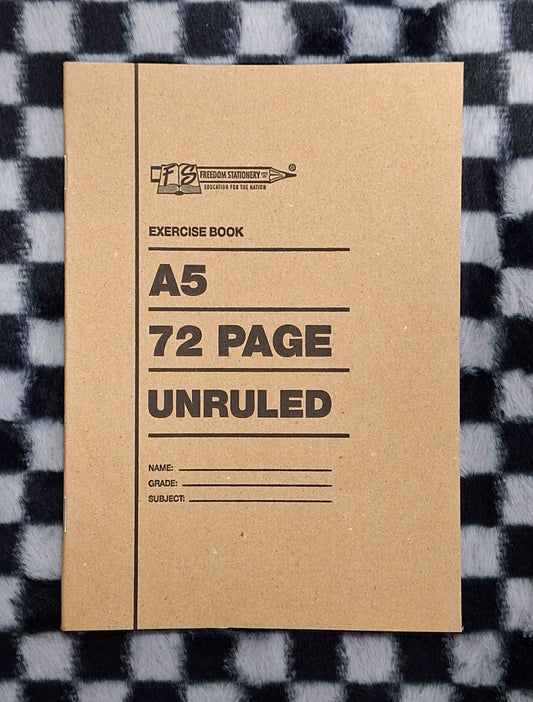 FS FREEDOM STATIONERY
EDUCATION FOR THE NATION
EXERCISE BOOK
A5
72 PAGE
UNRULED
NAME:
GRADE:
SUBJECT: